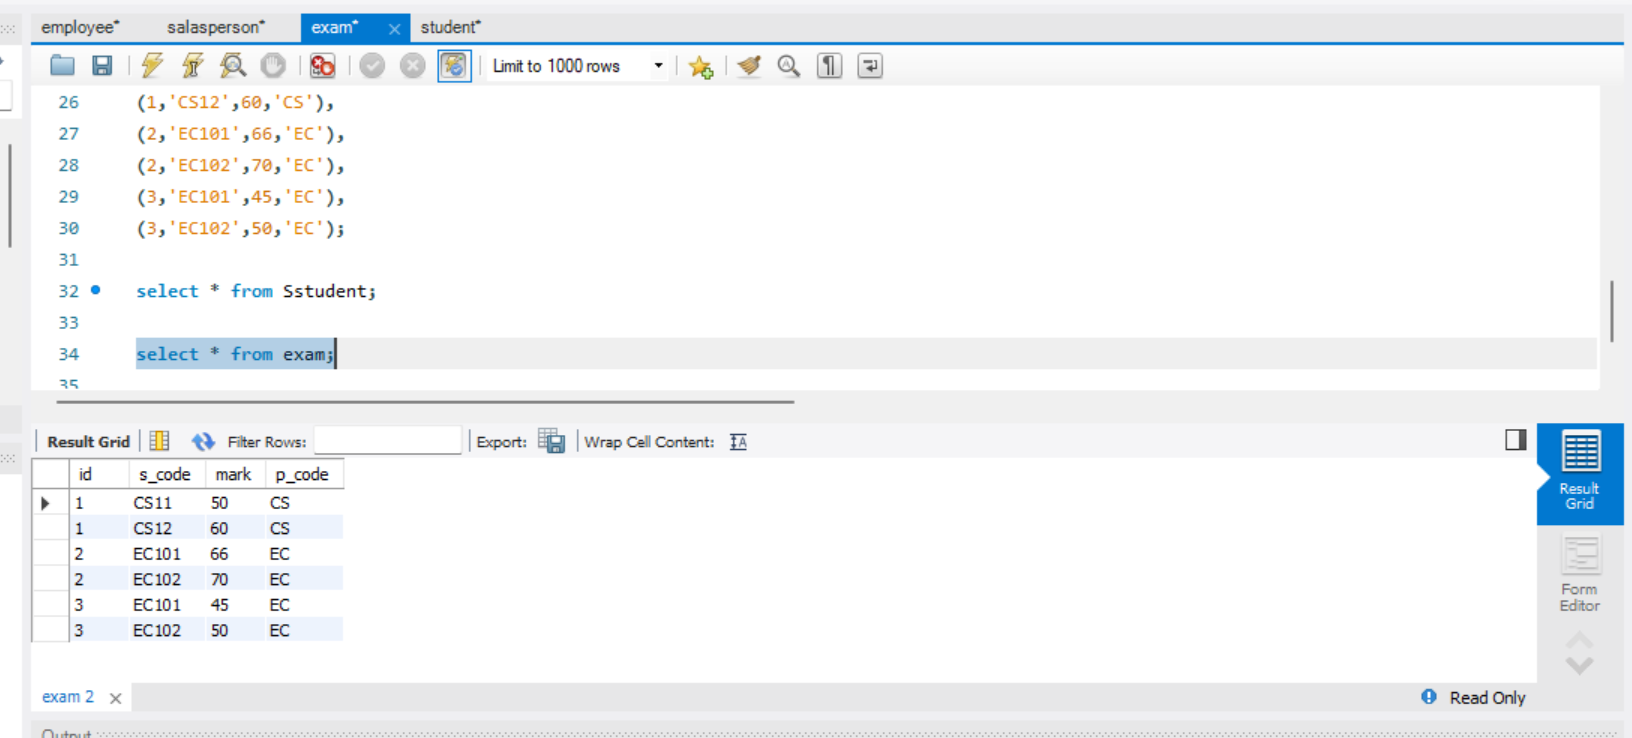 employee* salasperson* exam* student*
Limit to 1000 rows
26 (1,'CS12',60,'CS'),
27 (2,'EC101',66,'EC'),
28 (2,'EC102',70,'EC'),
29 (3,'EC101',45,'EC'),
30 (3,'EC102',50,'EC');
31
32 select * from Sstudent;
33
34 select * from exam;
35
Result Grid Filter Rows: Export: Wrap Cell Content:
id s_code mark p_code
1 CS11 50 CS
1 CS12 60 CS
2 EC101 66 EC
2 EC102 70 EC
3 EC101 45 EC
3 EC102 50 EC
Result
Grid
Form
Editor
exam 2 Read Only
Output